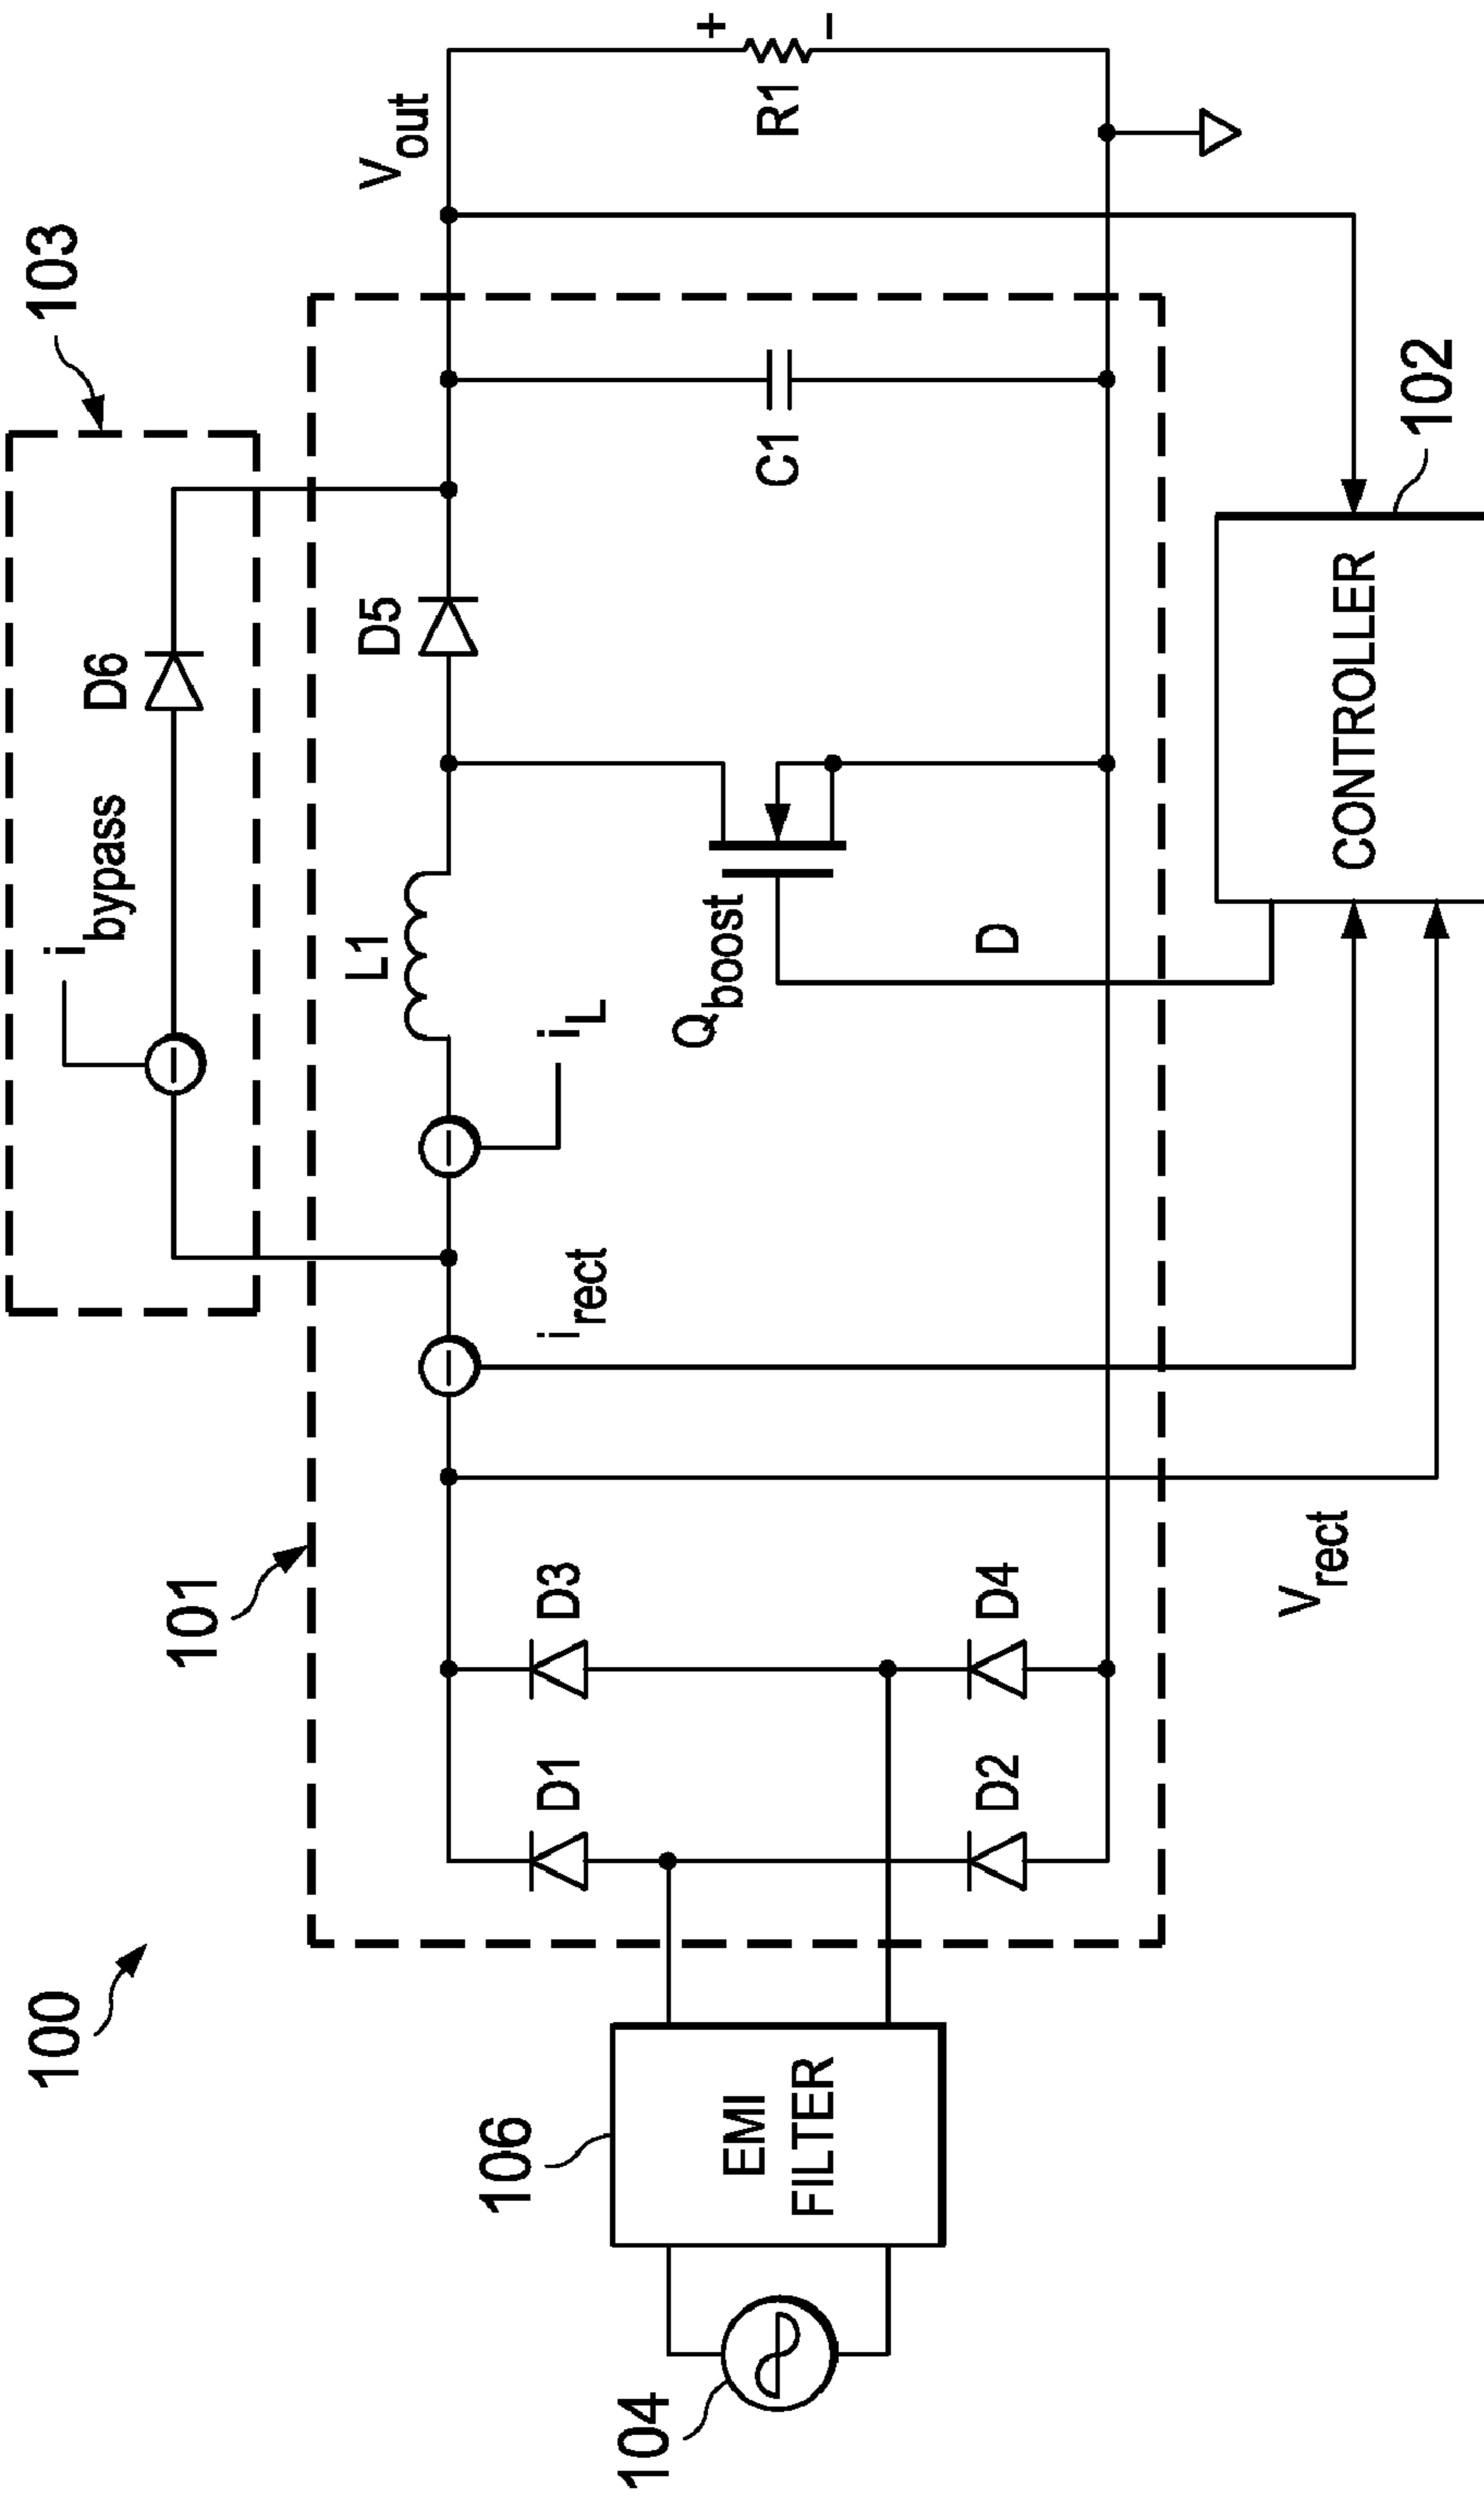 100
103
i bypass
D6
101
L1
D5
Vout
irect
iL
D1
D3
Qboost
C1
R1
+
−
104
106
EMI
FILTER
D2
D4
D
Vrect
CONTROLLER
102